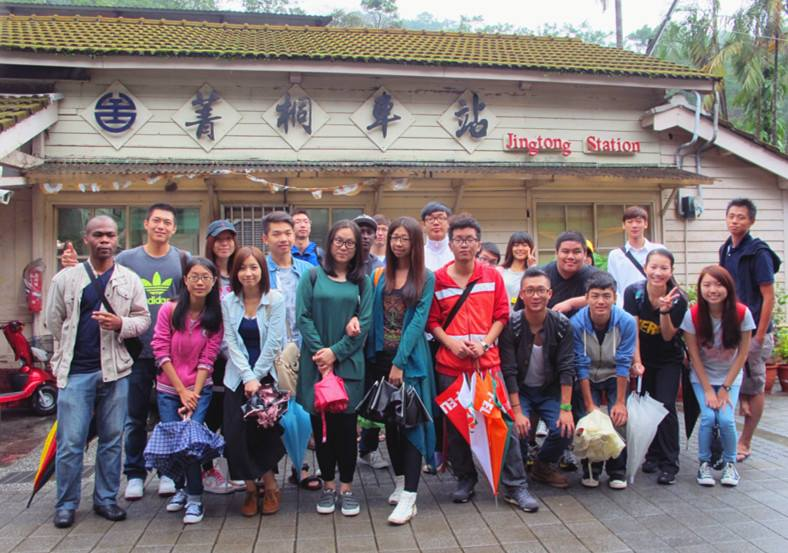 菁桐車站
Jingtong Station
adidas